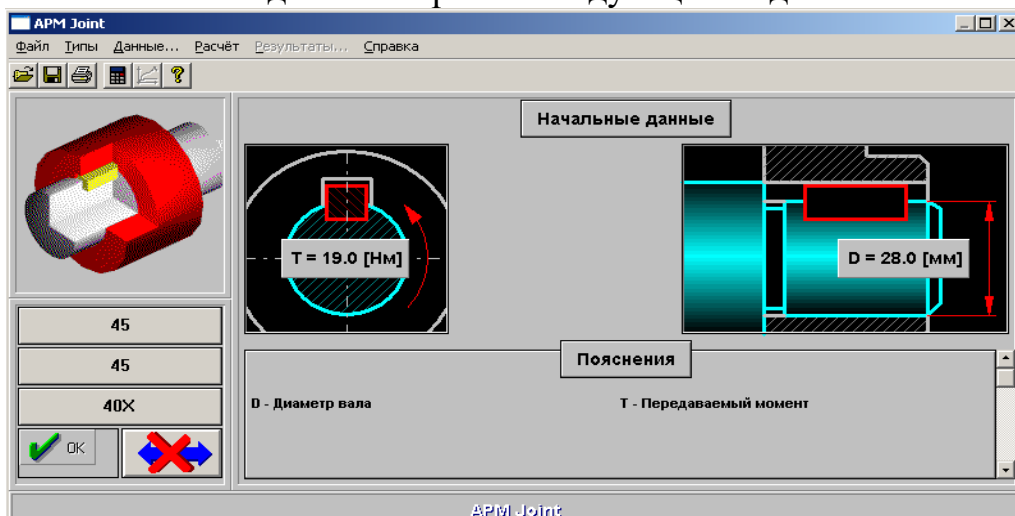 APM Joint
Файл Типы Данные... Расчёт Результаты... Справка
Начальные данные
T = 19.0 [Нм]
D = 28.0 [мм]
45
45
40X
OK
Пояснения
D - Диаметр вала
T - Передаваемый момент
APM Joint